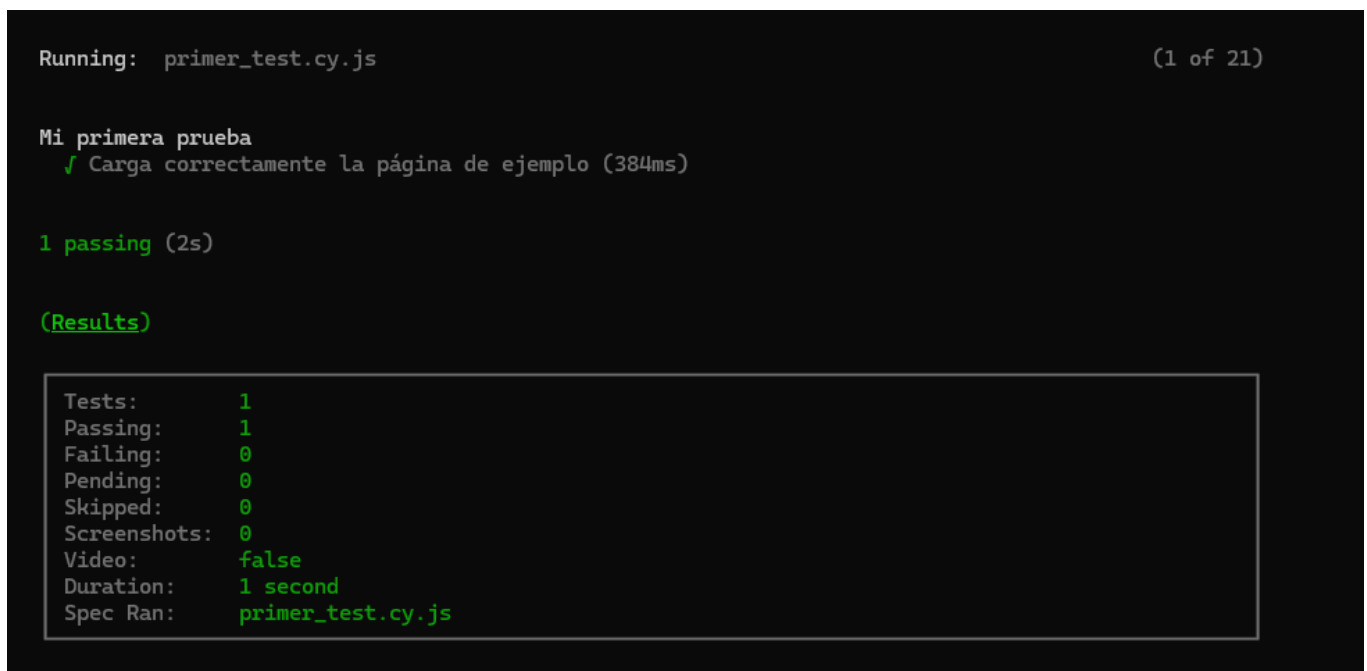 Running: primer_test.cy.js (1 of 21)
Mi primera prueba
√ Carga correctamente la página de ejemplo (384ms)
1 passing (2s)
(Results)
Tests: 1
Passing: 1
Failing: 0
Pending: 0
Skipped: 0
Screenshots: 0
Video: false
Duration: 1 second
Spec Ran: primer_test.cy.js